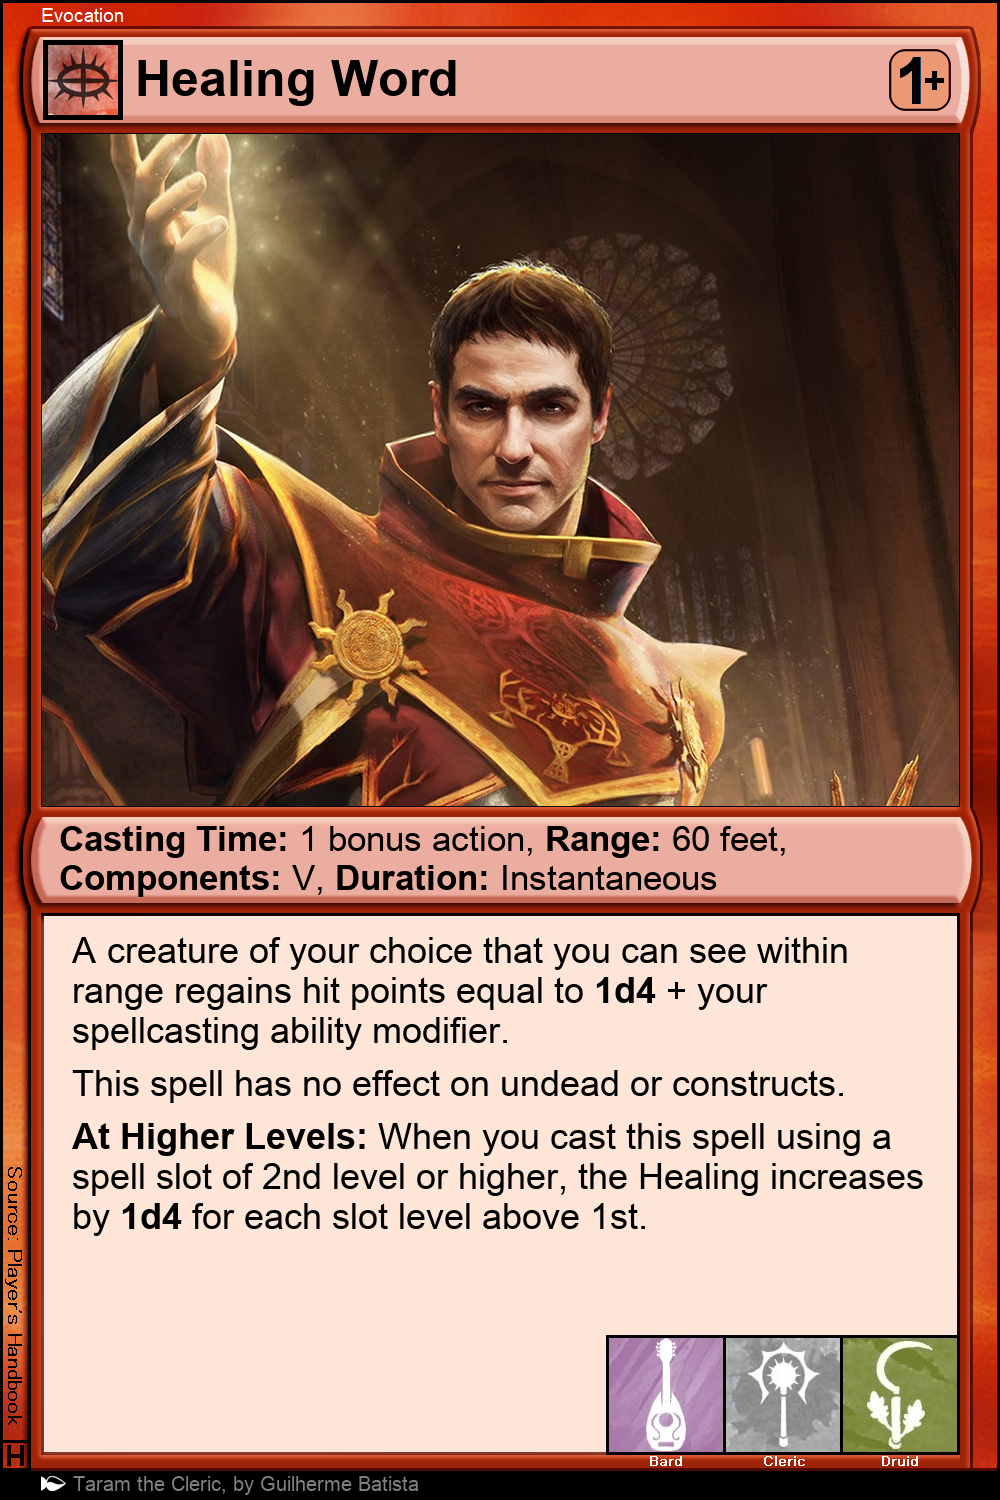 Evocation
Healing Word
1+
Casting Time: 1 bonus action, Range: 60 feet,
Components: V, Duration: Instantaneous
A creature of your choice that you can see within
range regains hit points equal to 1d4 + your
spellcasting ability modifier.
This spell has no effect on undead or constructs.
At Higher Levels: When you cast this spell using a
spell slot of 2nd level or higher, the Healing increases
by 1d4 for each slot level above 1st.
Source: Player's Handbook
H
Bard
Cleric
Druid
Taram the Cleric, by Guilherme Batista